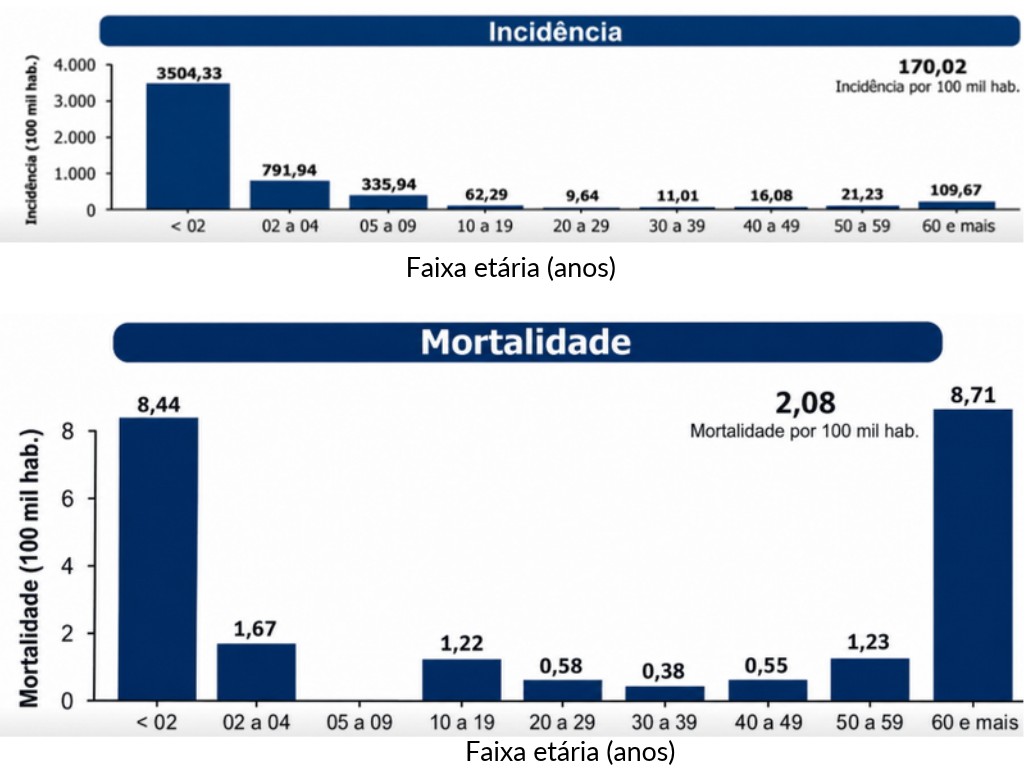 Incidência
170,02
Incidência por 100 mil hab.
Incidência (100 mil hab.)
4.000
3.000
2.000
1.000
0
3504,33
791,94
335,94
62,29
9,64
11,01
16,08
21,23
109,67
< 02
02 a 04
05 a 09
10 a 19
20 a 29
30 a 39
40 a 49
50 a 59
60 e mais
Faixa etária (anos)
Mortalidade
2,08
Mortalidade por 100 mil hab.
Mortalidade (100 mil hab.)
8
6
4
2
0
8,44
1,67
1,22
0,58
0,38
0,55
1,23
8,71
< 02
02 a 04
05 a 09
10 a 19
20 a 29
30 a 39
40 a 49
50 a 59
60 e mais
Faixa etária (anos)